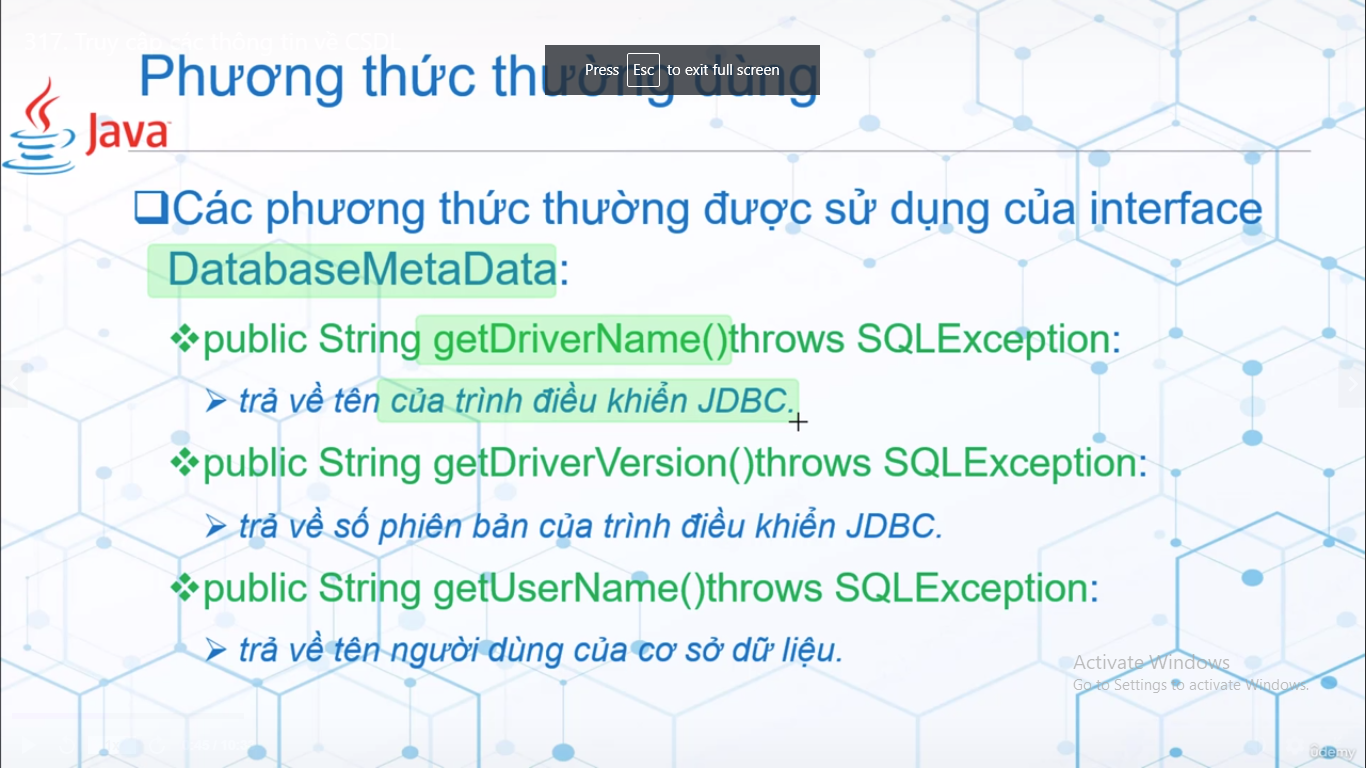 317. Truy cập các thông tin về CSDL
Phương thức thường dùng
Press Esc to exit full screen
Java
❑Các phương thức thường được sử dụng của interface
DatabaseMetaData:
❖public String getDriverName()throws SQLException:
➢ trả về tên của trình điều khiển JDBC.
❖public String getDriverVersion()throws SQLException:
➢ trả về số phiên bản của trình điều khiển JDBC.
❖public String getUserName()throws SQLException:
➢ trả về tên người dùng của cơ sở dữ liệu.
Activate Windows
Go to Settings to activate Windows.
ûdemy